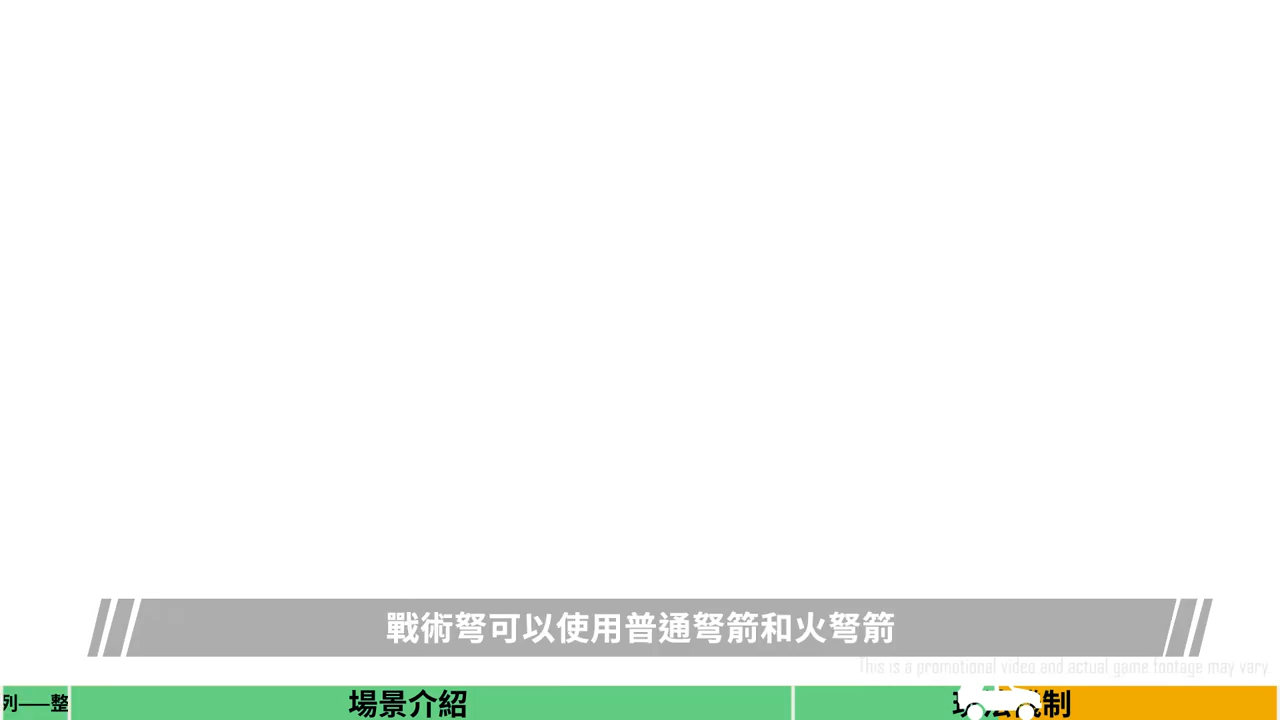 戰術弩可以使用普通弩箭和火弩箭
This is a promotional video and actual game footage may vary
列——整
場景介紹
制